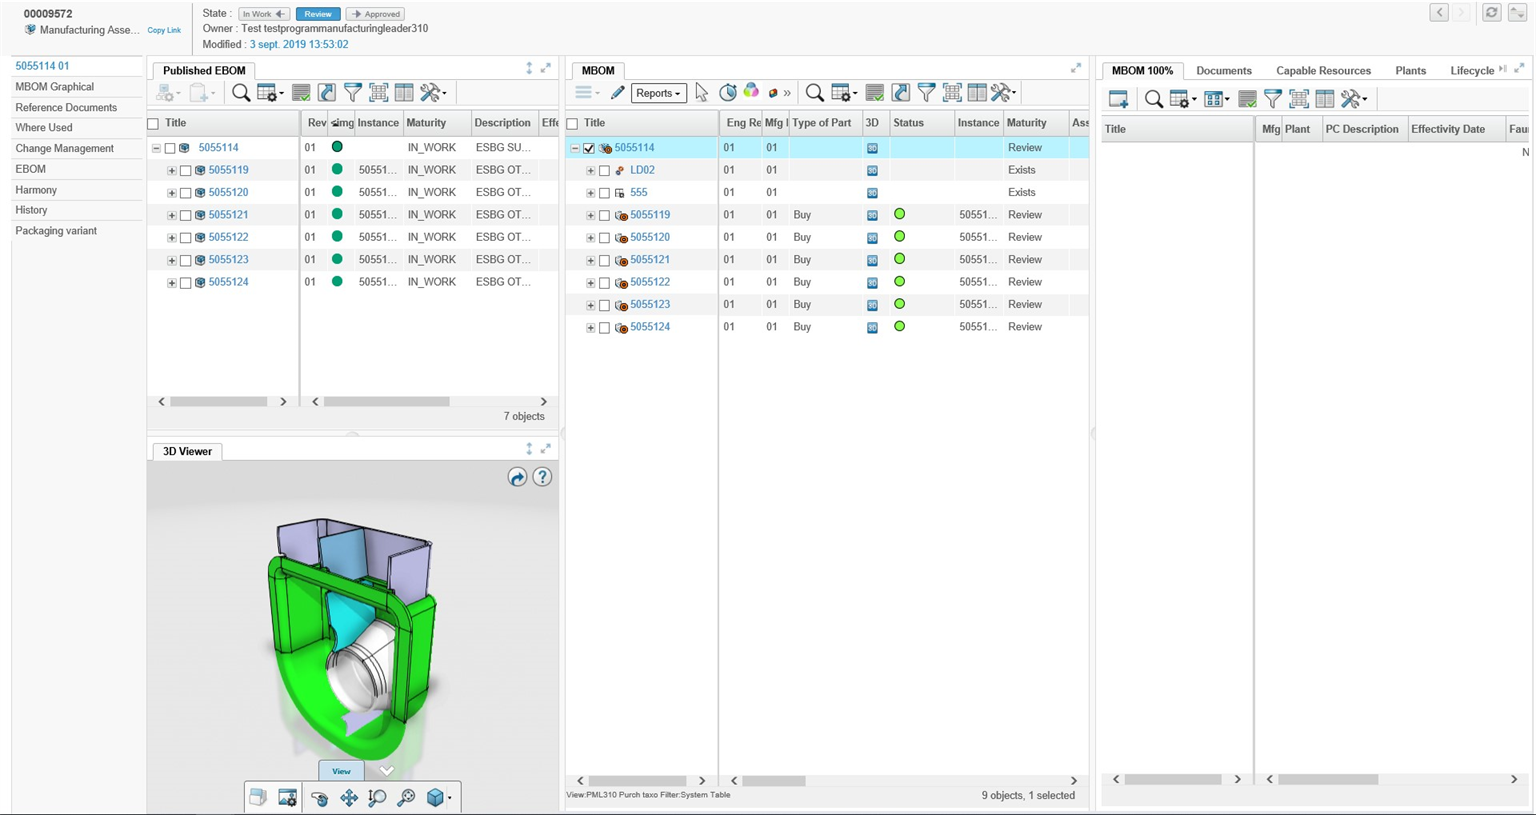 00009572
Manufacturing Asse... Copy Link
State : In Work Review Approved
Owner : Test testprogrammanufacturingleader310
Modified : 3 sept. 2019 13:53:02
5055114 01
MBOM Graphical
Reference Documents
Where Used
Change Management
EBOM
Harmony
History
Packaging variant
Published EBOM
Title Rev Instance Maturity Description Effe
5055114 01 IN_WORK ESBG SU...
5055119 01 50551... IN_WORK ESBG OT...
5055120 01 50551... IN_WORK ESBG OT...
5055121 01 50551... IN_WORK ESBG OT...
5055122 01 50551... IN_WORK ESBG OT...
5055123 01 50551... IN_WORK ESBG OT...
5055124 01 50551... IN_WORK ESBG OT...
7 objects
3D Viewer
View
MBOM
Reports
Title Eng Re Mfg Type of Part 3D Status Instance Maturity Ass
5055114 01 01 3D Review
LD02 01 01 3D Exists
555 01 01 3D Exists
5055119 01 01 Buy 3D 50551... Review
5055120 01 01 Buy 3D 50551... Review
5055121 01 01 Buy 3D 50551... Review
5055122 01 01 Buy 3D 50551... Review
5055123 01 01 Buy 3D 50551... Review
5055124 01 01 Buy 3D 50551... Review
View:PML310 Purch taxo Filter:System Table
9 objects, 1 selected
MBOM 100% Documents Capable Resources Plants Lifecycle
Title Mfg Plant PC Description Effectivity Date Fau
N